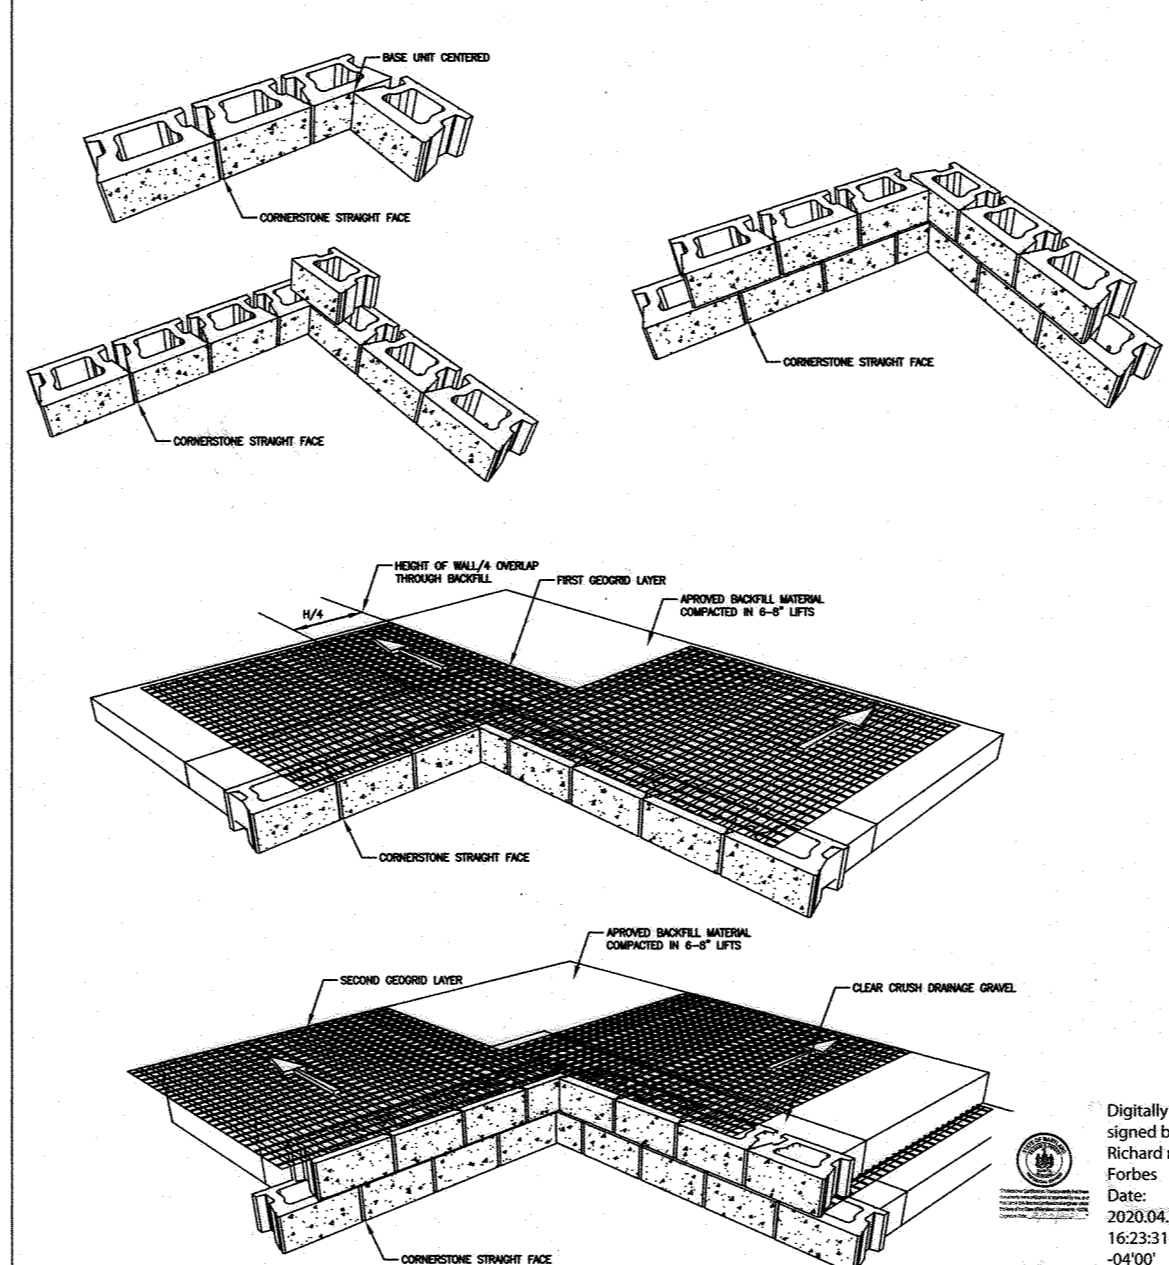 BASE UNIT CENTERED
CORNERSTONE STRAIGHT FACE
CORNERSTONE STRAIGHT FACE
CORNERSTONE STRAIGHT FACE
HEIGHT OF WALL/4 OVERLAP
THROUGH BACKFILL
FIRST GEOGRID LAYER
APROVED BACKFILL MATERIAL
COMPACTED IN 6-8" LIFTS
H/4
CORNERSTONE STRAIGHT FACE
APROVED BACKFILL MATERIAL
COMPACTED IN 6-8" LIFTS
SECOND GEOGRID LAYER
CLEAR CRUSH DRAINAGE GRAVEL
CORNERSTONE STRAIGHT FACE
Digitally
signed b
Richard
Forbes
Date:
2020.04.
16:23:31
-04'00'